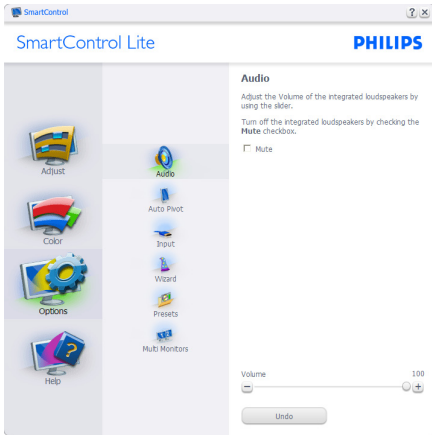 SmartControl
? ×
SmartControl Lite
PHILIPS
Adjust
Color
Options
Help
Audio
Auto Pivot
Input
Wizard
Presets
Multi Monitors
Audio
Adjust the Volume of the integrated loudspeakers by
using the slider.
Turn off the integrated loudspeakers by checking the
Mute checkbox.
Mute
Volume 100
Undo